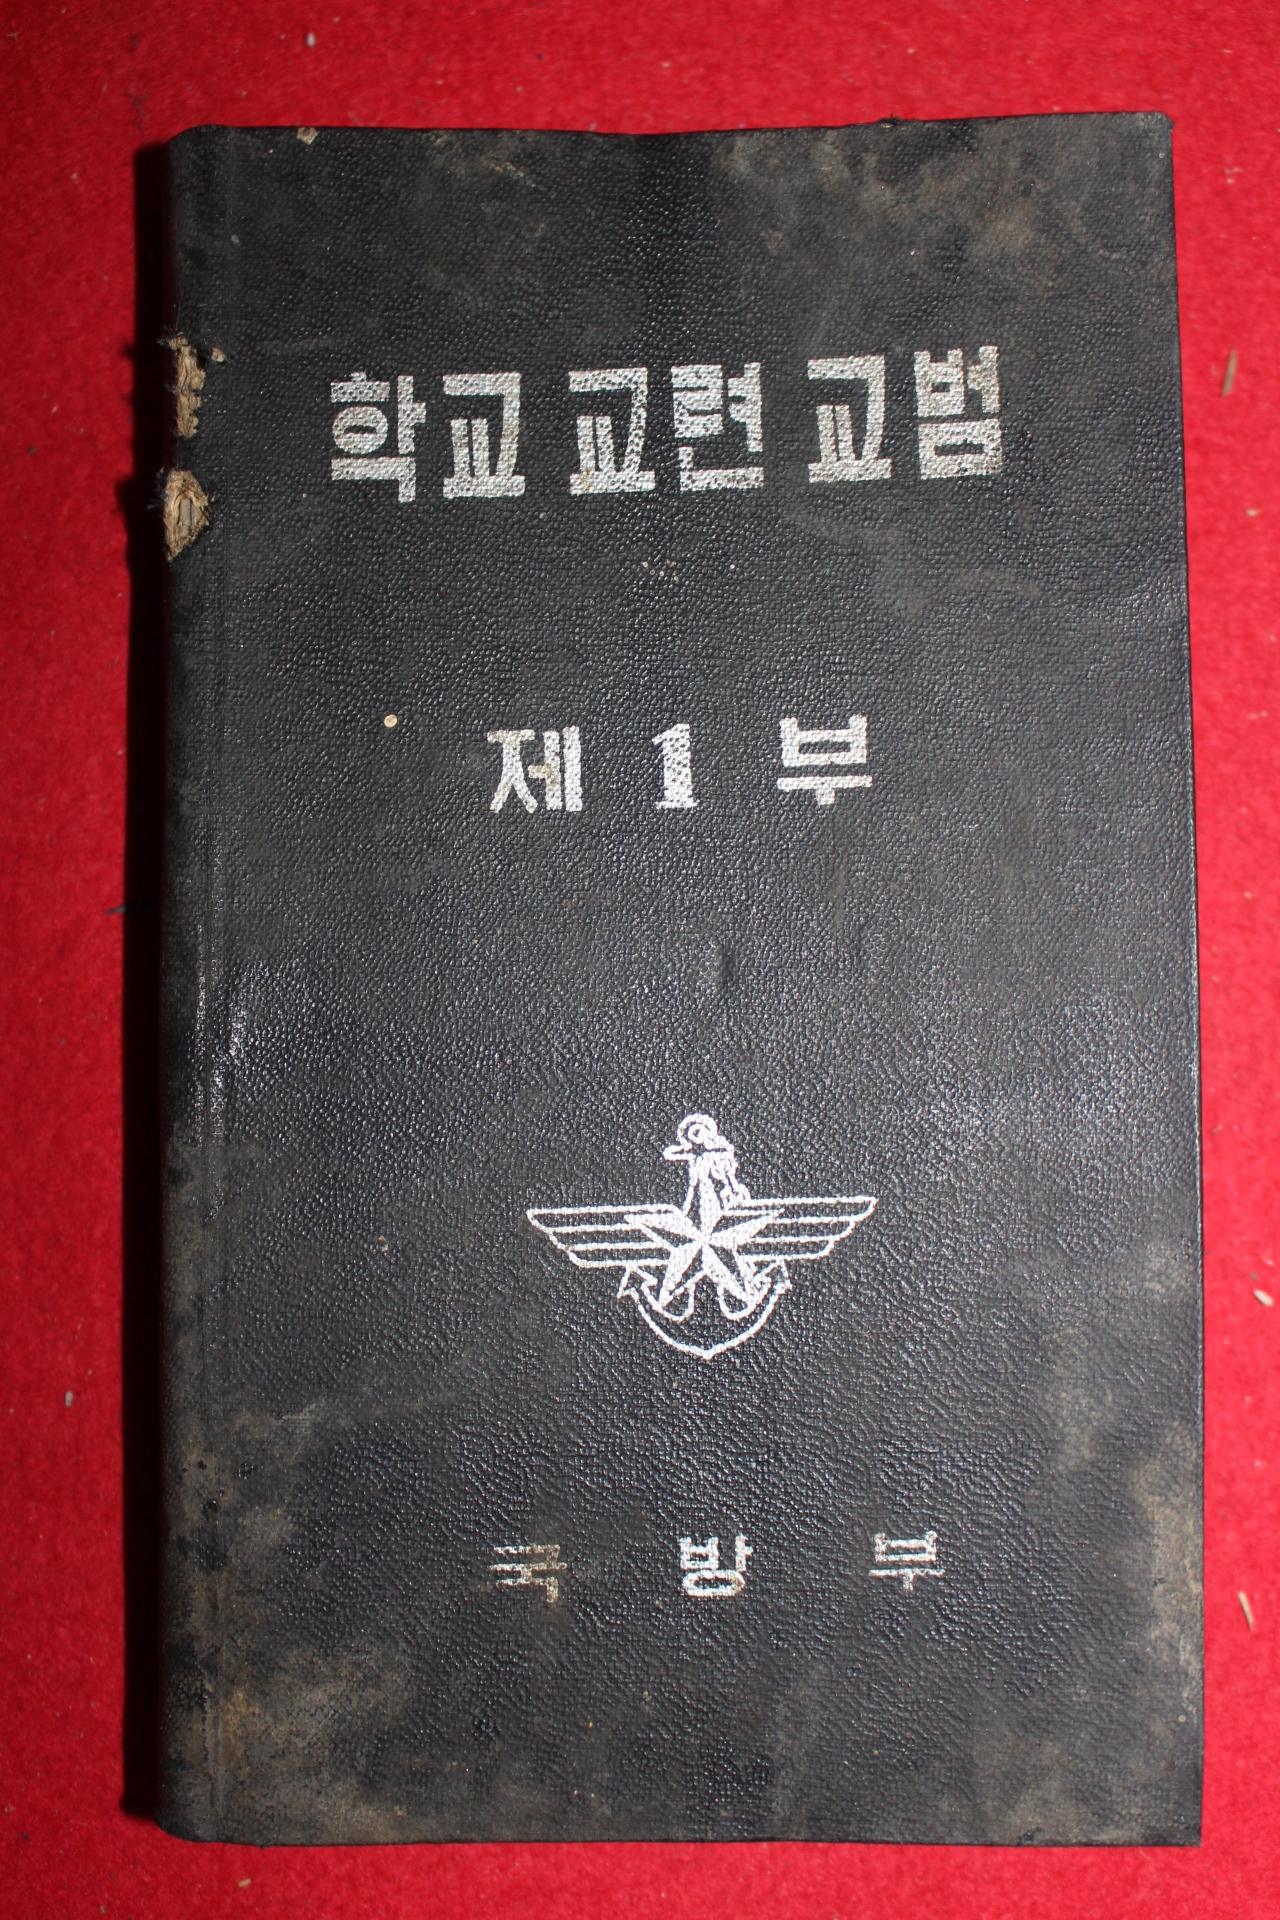 학교 교련 교범
제 1 부
국 방 부